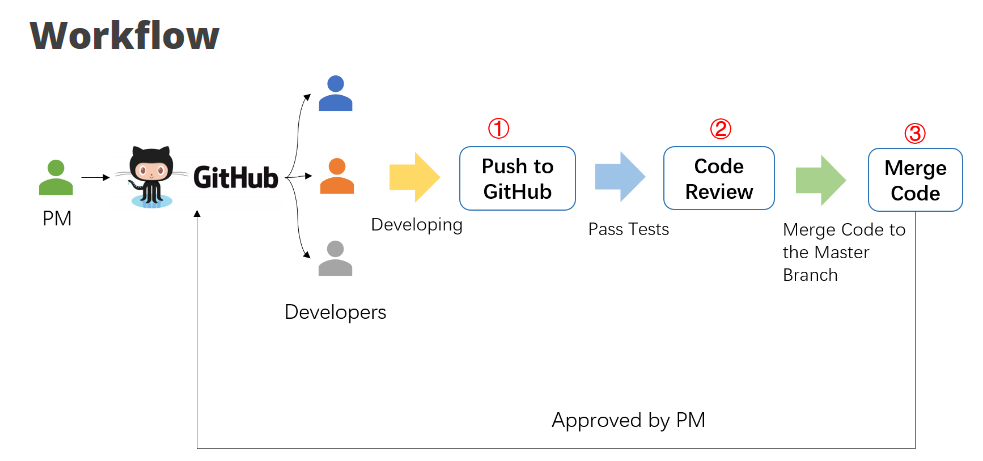 Workflow
PM
GitHub
Developers
Developing
①
Push to
GitHub
Pass Tests
②
Code
Review
Merge Code to
the Master
Branch
③
Merge
Code
Approved by PM